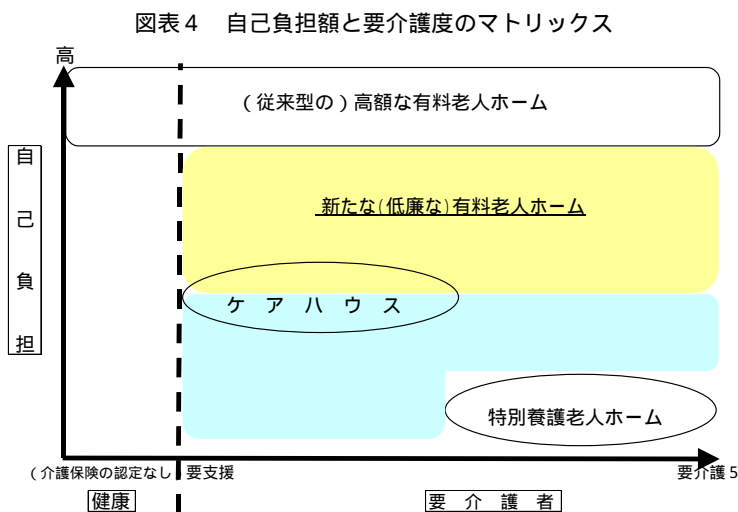 図表４　自己負担額と要介護度のマトリックス
高
（従来型の）高額な有料老人ホーム
自己負担
新たな(低廉な)有料老人ホーム
ケ　ア　ハ　ウ　ス
特別養護老人ホーム
（介護保険の認定なし）要支援
要介護５
健康
要　介　護　者